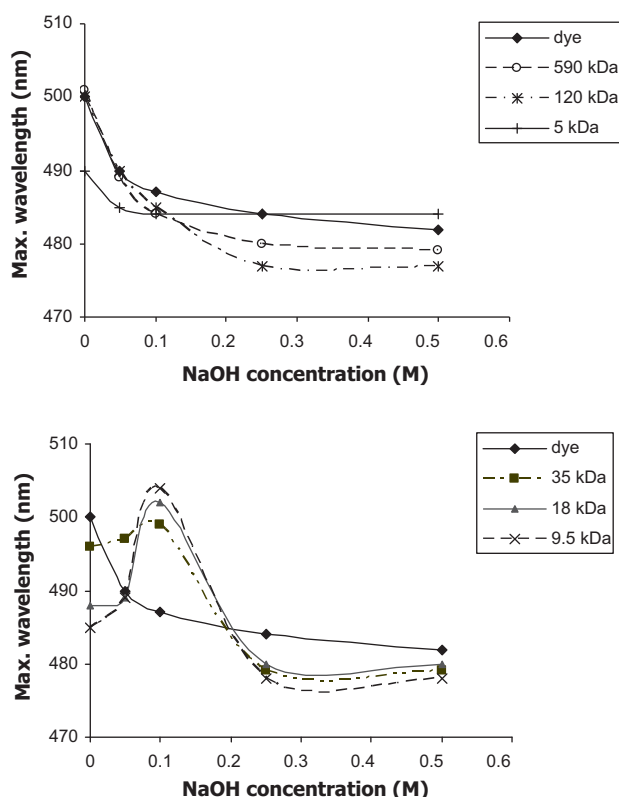 510
500
490
480
470
Max. wavelength (nm)
0
0.1
0.2
0.3
0.4
0.5
0.6
NaOH concentration (M)
dye
590 kDa
120 kDa
5 kDa
510
500
490
480
470
Max. wavelength (nm)
0
0.1
0.2
0.3
0.4
0.5
0.6
NaOH concentration (M)
dye
35 kDa
18 kDa
9.5 kDa